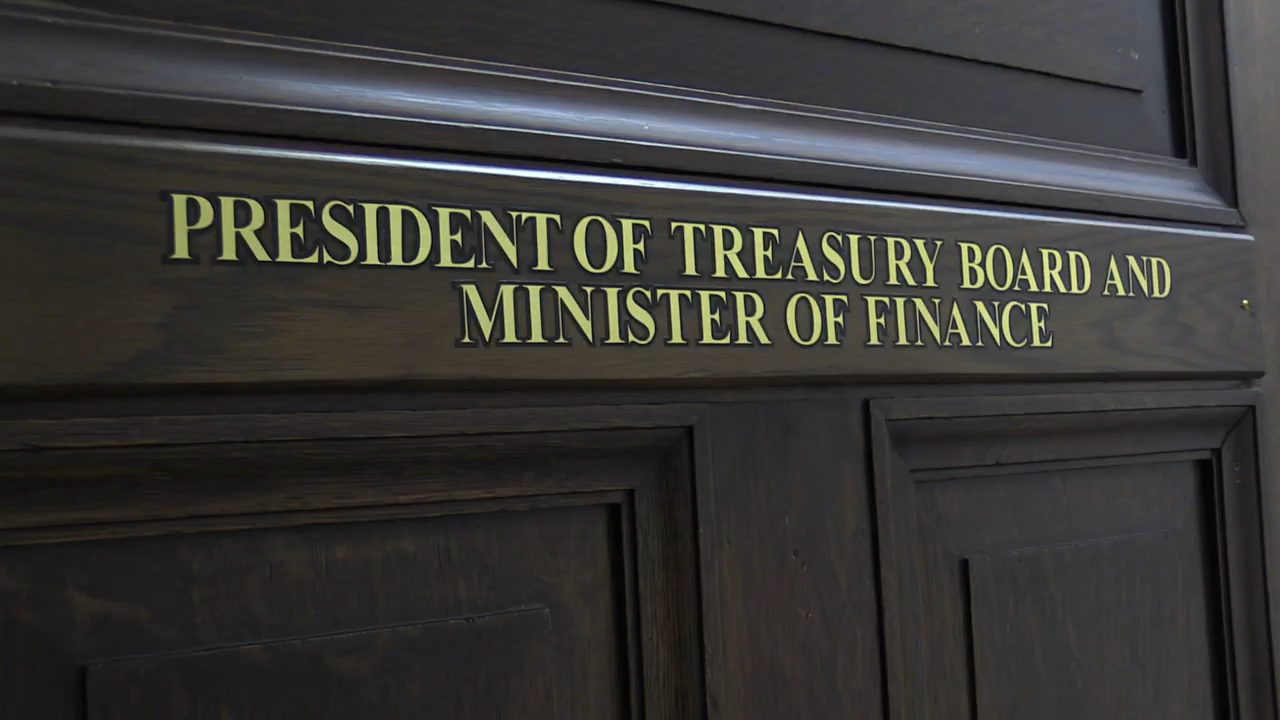 PRESIDENT OF TREASURY BOARD AND
MINISTER OF FINANCE